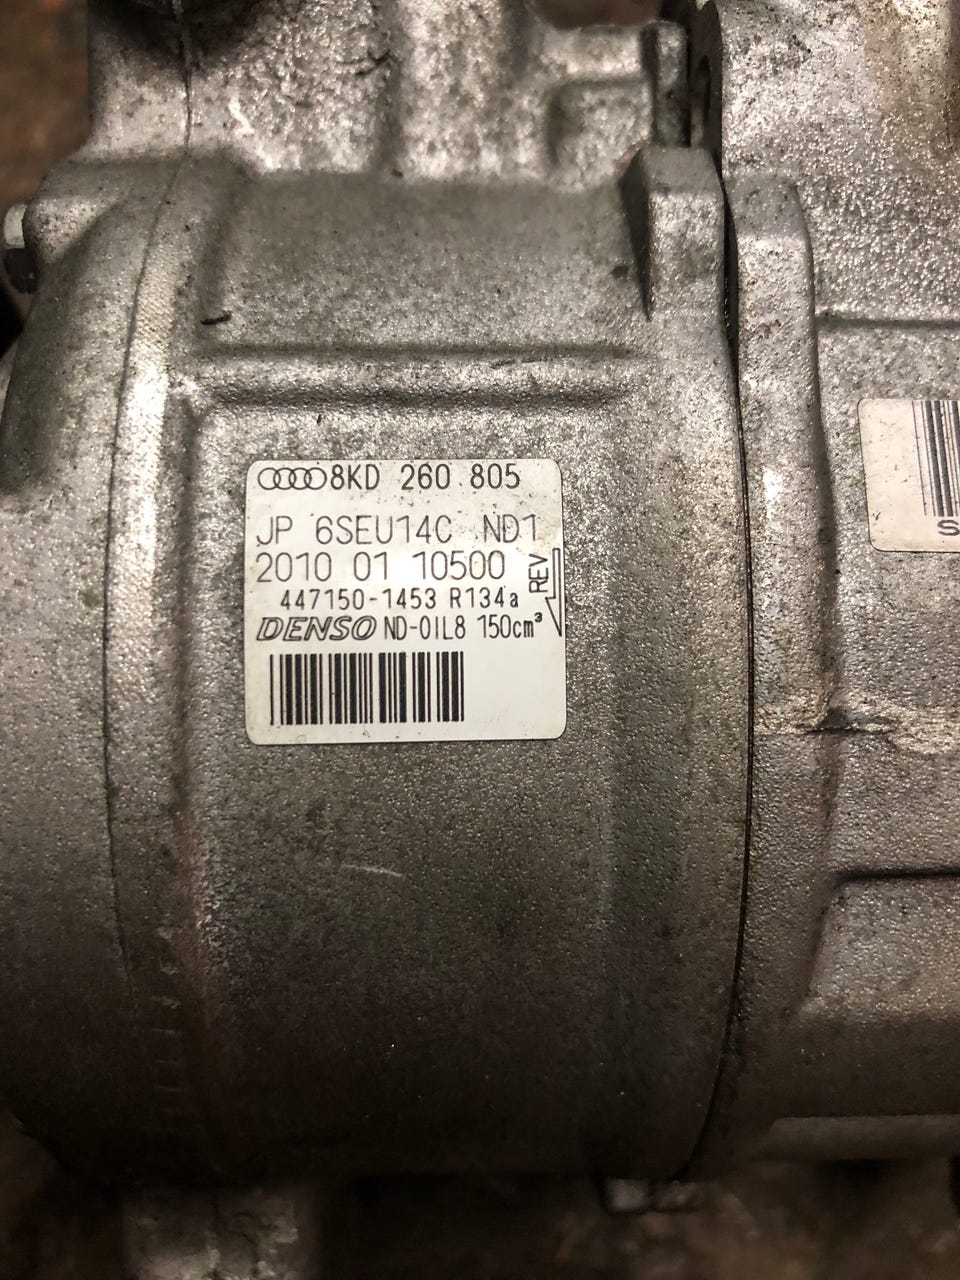 8KD 260 805
JP 6SEU14C ND1
2010 01 10500
REV
447150-1453 R134a
DENSO ND-OIL8 150cm³
S